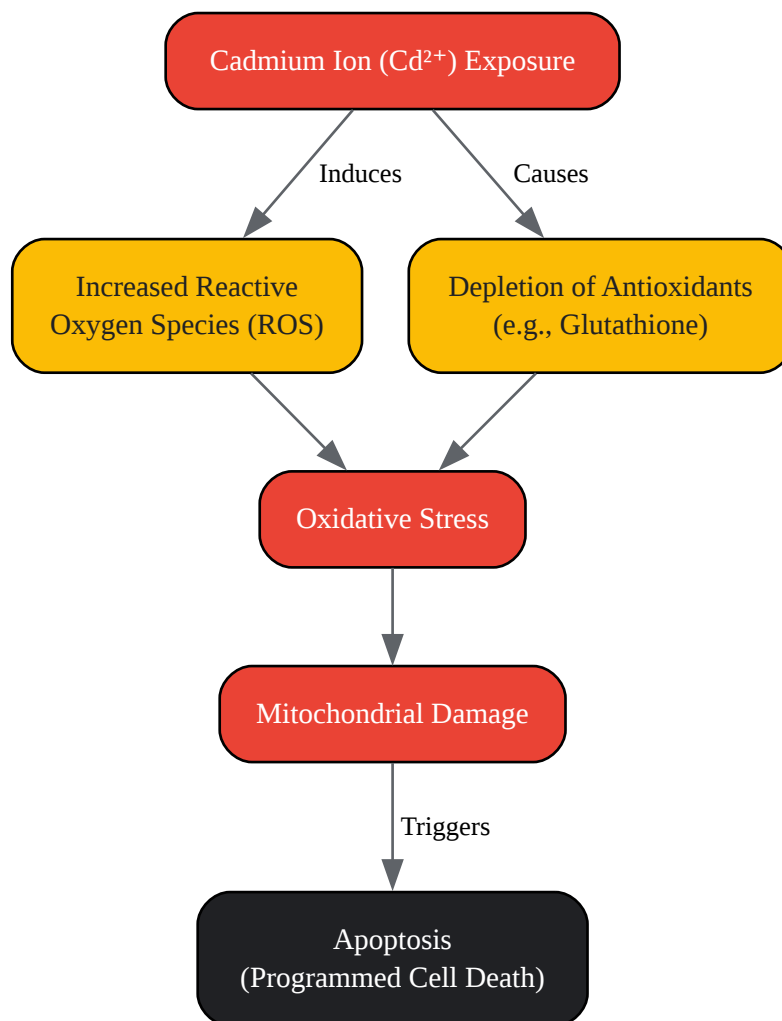 Cadmium Ion (Cd²⁺) Exposure
Induces
Causes
Increased Reactive
Oxygen Species (ROS)
Depletion of Antioxidants
(e.g., Glutathione)
Oxidative Stress
Mitochondrial Damage
Triggers
Apoptosis
(Programmed Cell Death)